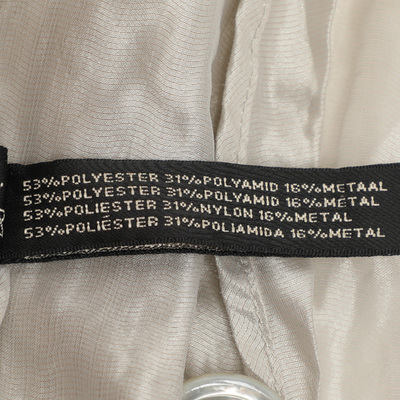 53%POLYESTER 31%POLYAMID 16%METAAL
53%POLYESTER 31%POLYAMID 16%MÉTAL
53%POLIESTER 31%NYLON 16%METAL
53%POLIÉSTER 31%POLIAMIDA 16%METAL